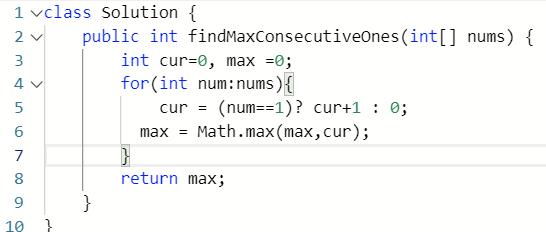 1 class Solution {
2     public int findMaxConsecutiveOnes(int[] nums) {
3         int cur=0, max =0;
4         for(int num:nums){
5             cur = (num==1)? cur+1 : 0;
6           max = Math.max(max,cur);
7         }
8         return max;
9     }
10 }